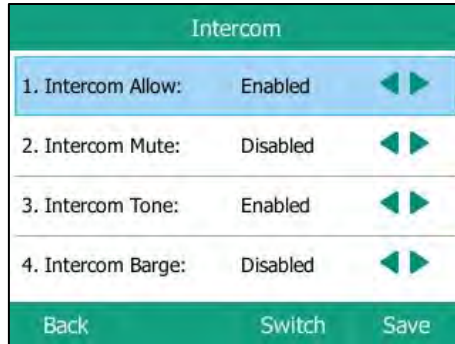 Intercom
1. Intercom Allow: Enabled
2. Intercom Mute: Disabled
3. Intercom Tone: Enabled
4. Intercom Barge: Disabled
Back Switch Save